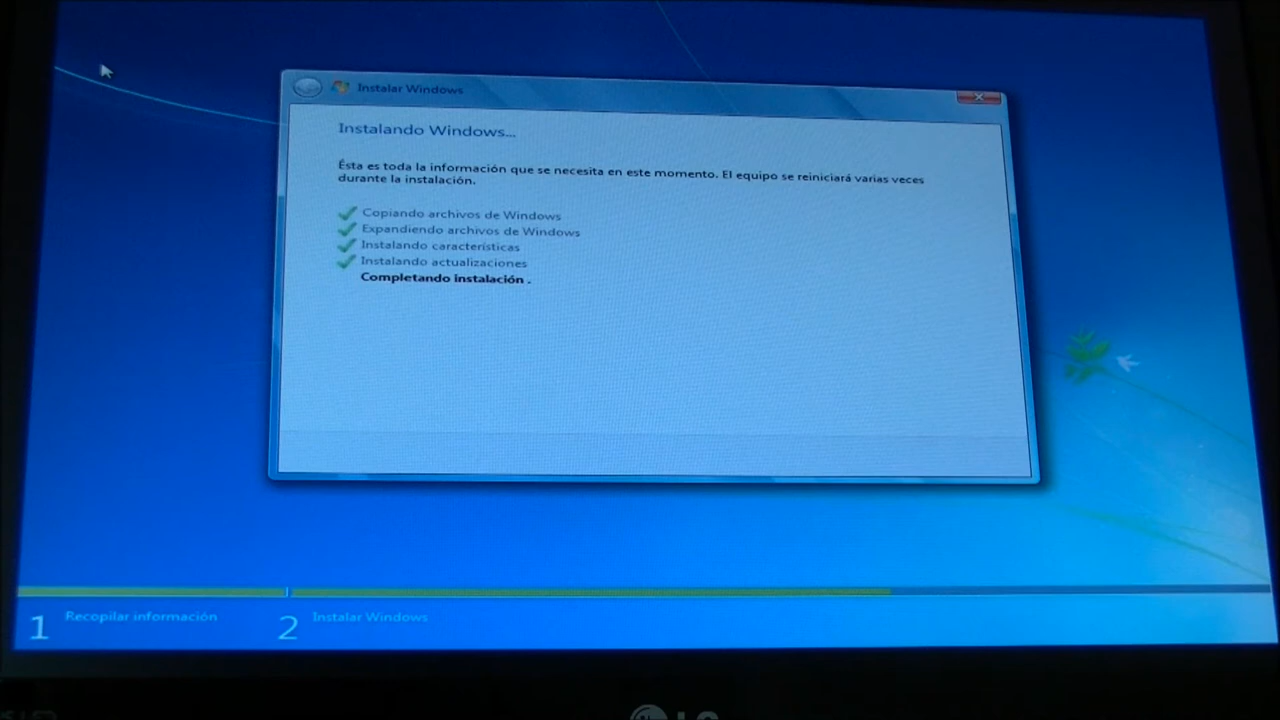 Instalar Windows
Instalando Windows...
Ésta es toda la información que se necesita en este momento. El equipo se reiniciará varias veces
durante la instalación.
Copiando archivos de Windows
Expandiendo archivos de Windows
Instalando características
Instalando actualizaciones
Completando instalación .
1 Recopilar información
2 Instalar Windows
LG